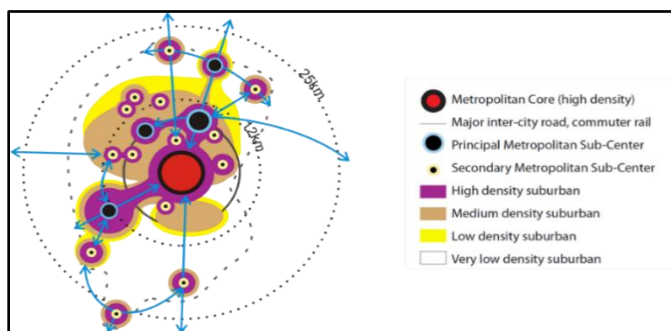 25km.
12km.
Metropolitan Core (high density)
Major inter-city road, commuter rail
Principal Metropolitan Sub-Center
Secondary Metropolitan Sub-Center
High density suburban
Medium density suburban
Low density suburban
Very low density suburban